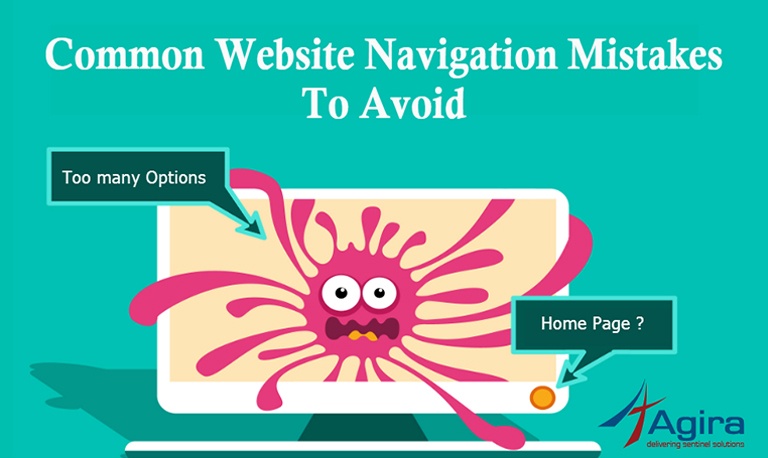 Common Website Navigation Mistakes
To Avoid
Too many Options
Home Page ?
Agira
delivering sentinel solutions